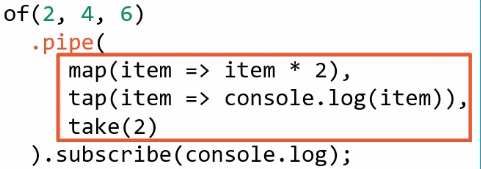 of(2, 4, 6)
.pipe(
map(item => item * 2),
tap(item => console.log(item)),
take(2)
).subscribe(console.log);